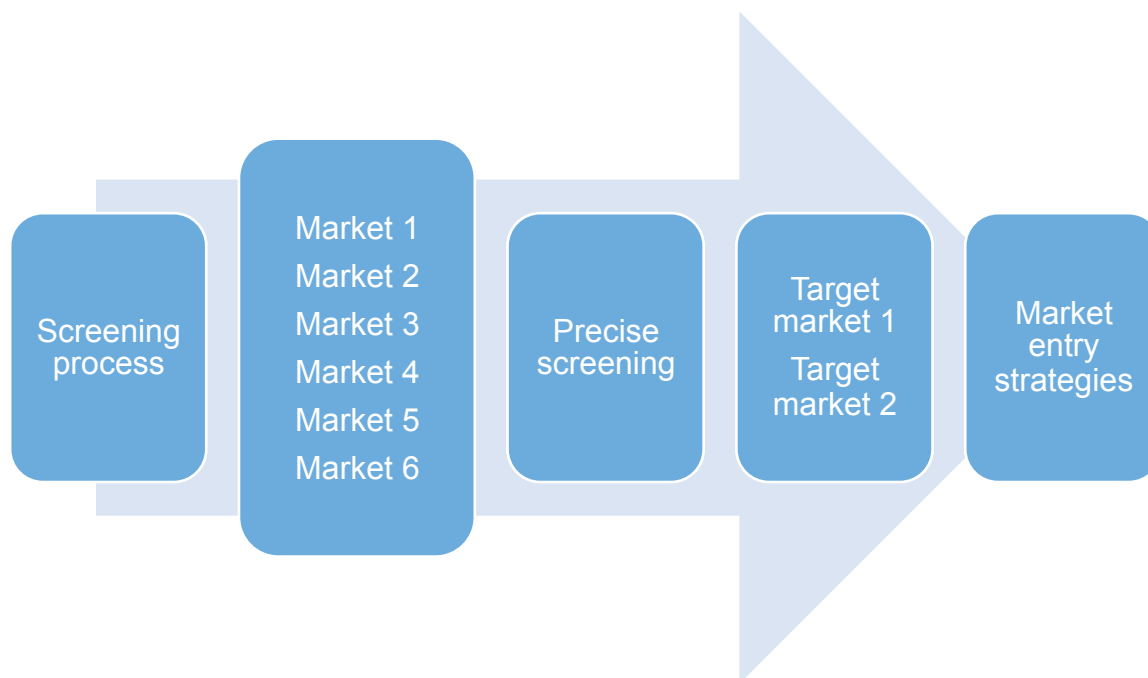 Screening
process
Market 1
Market 2
Market 3
Market 4
Market 5
Market 6
Precise
screening
Target
market 1
Target
market 2
Market
entry
strategies